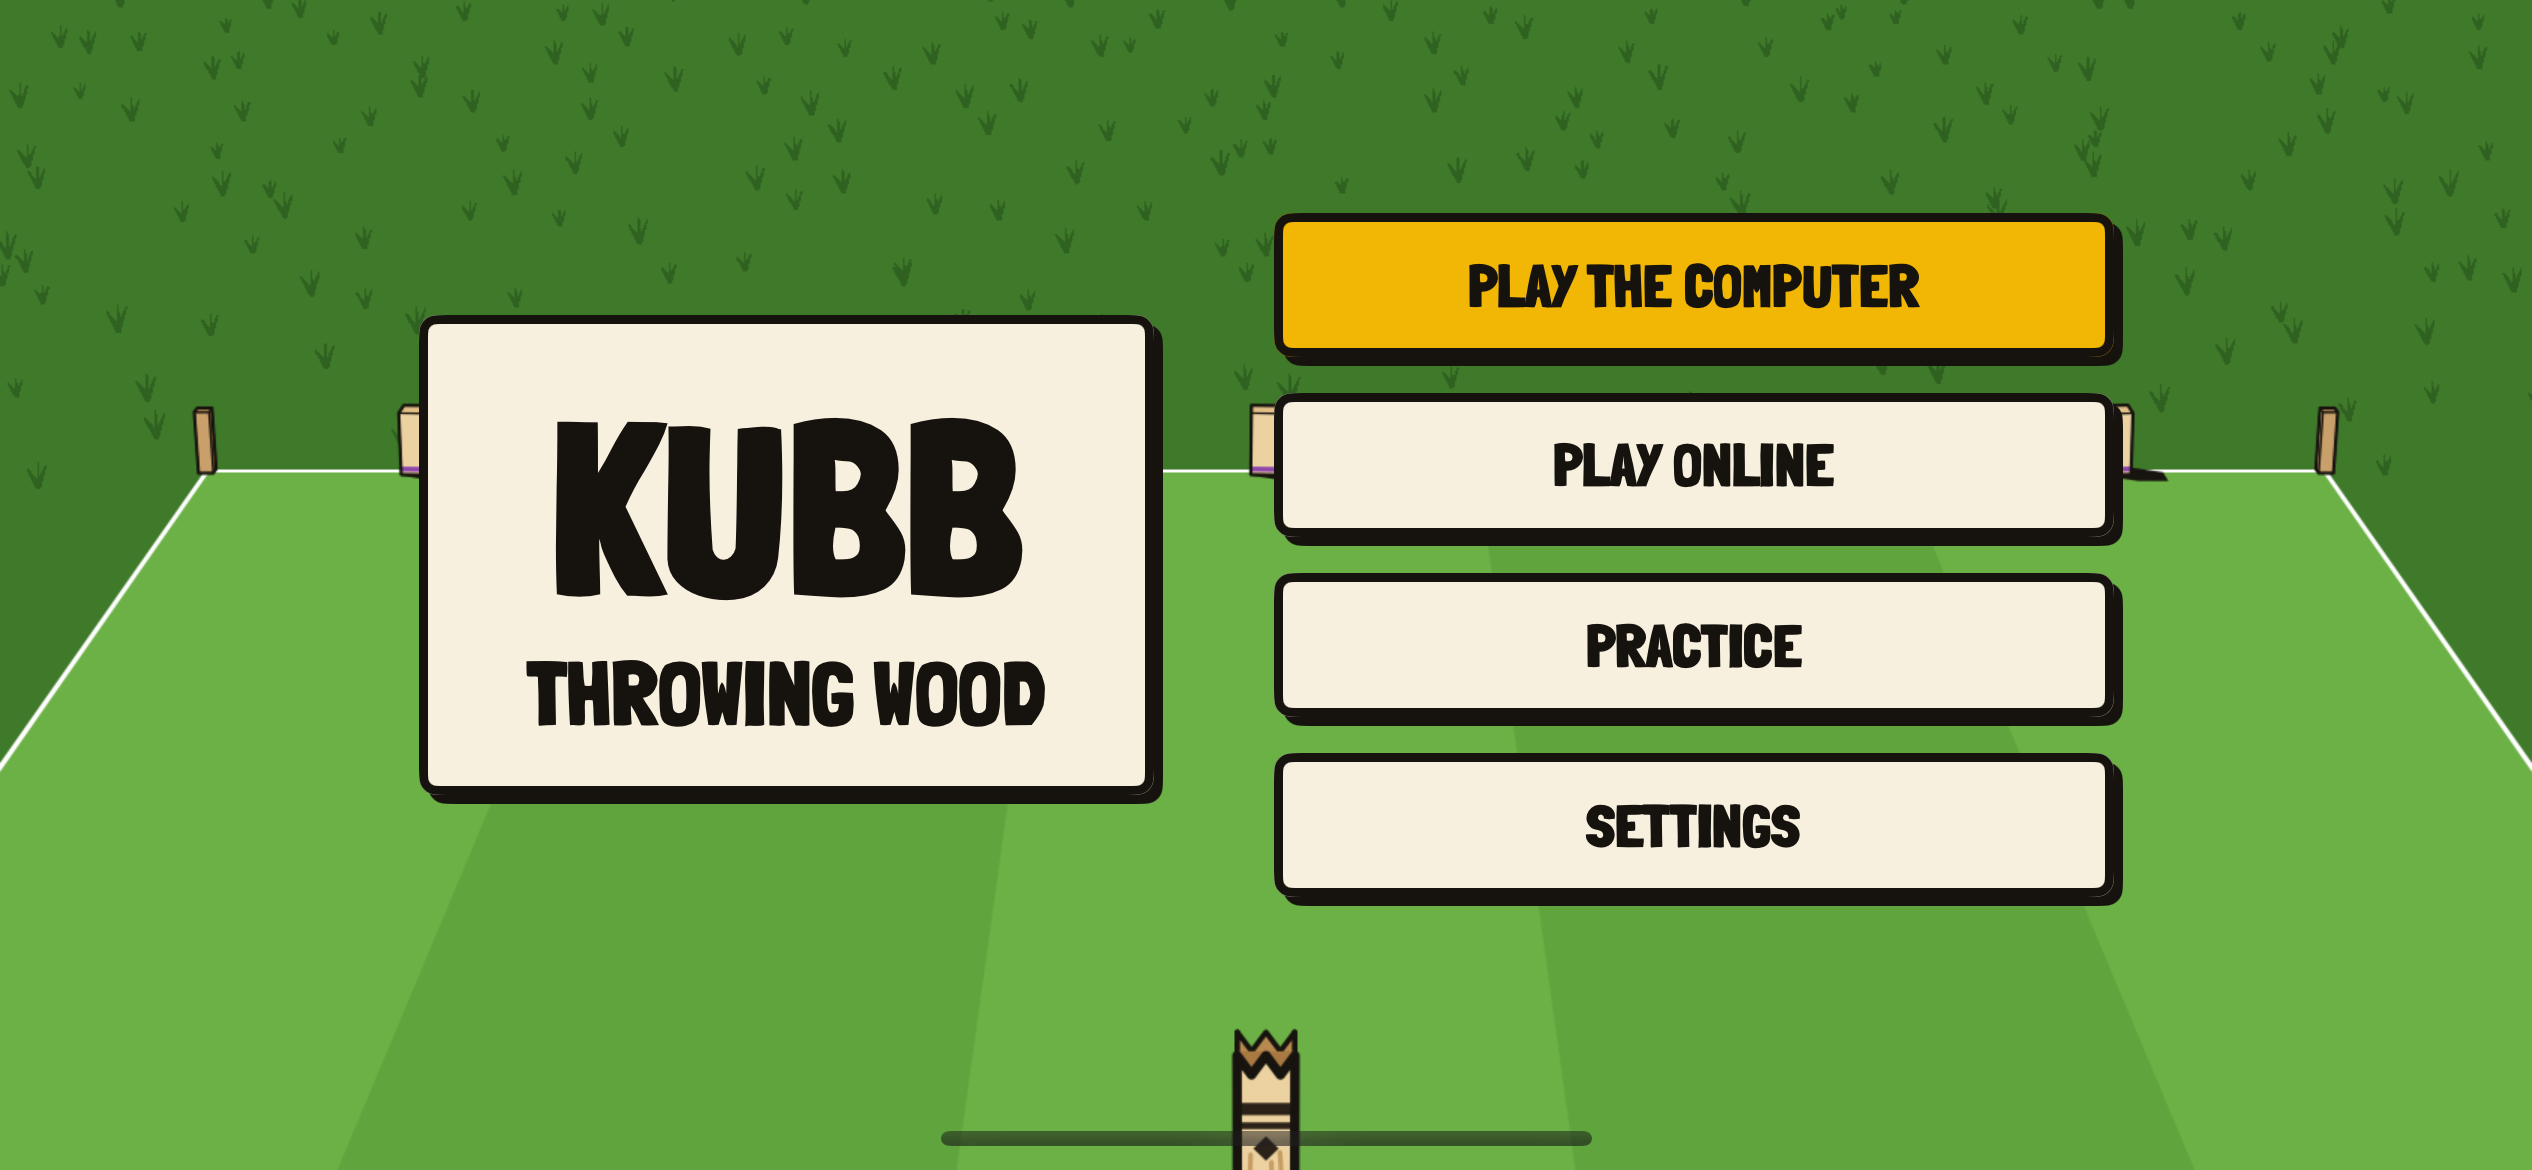 KUBB
THROWING WOOD
PLAY THE COMPUTER
PLAY ONLINE
PRACTICE
SETTINGS